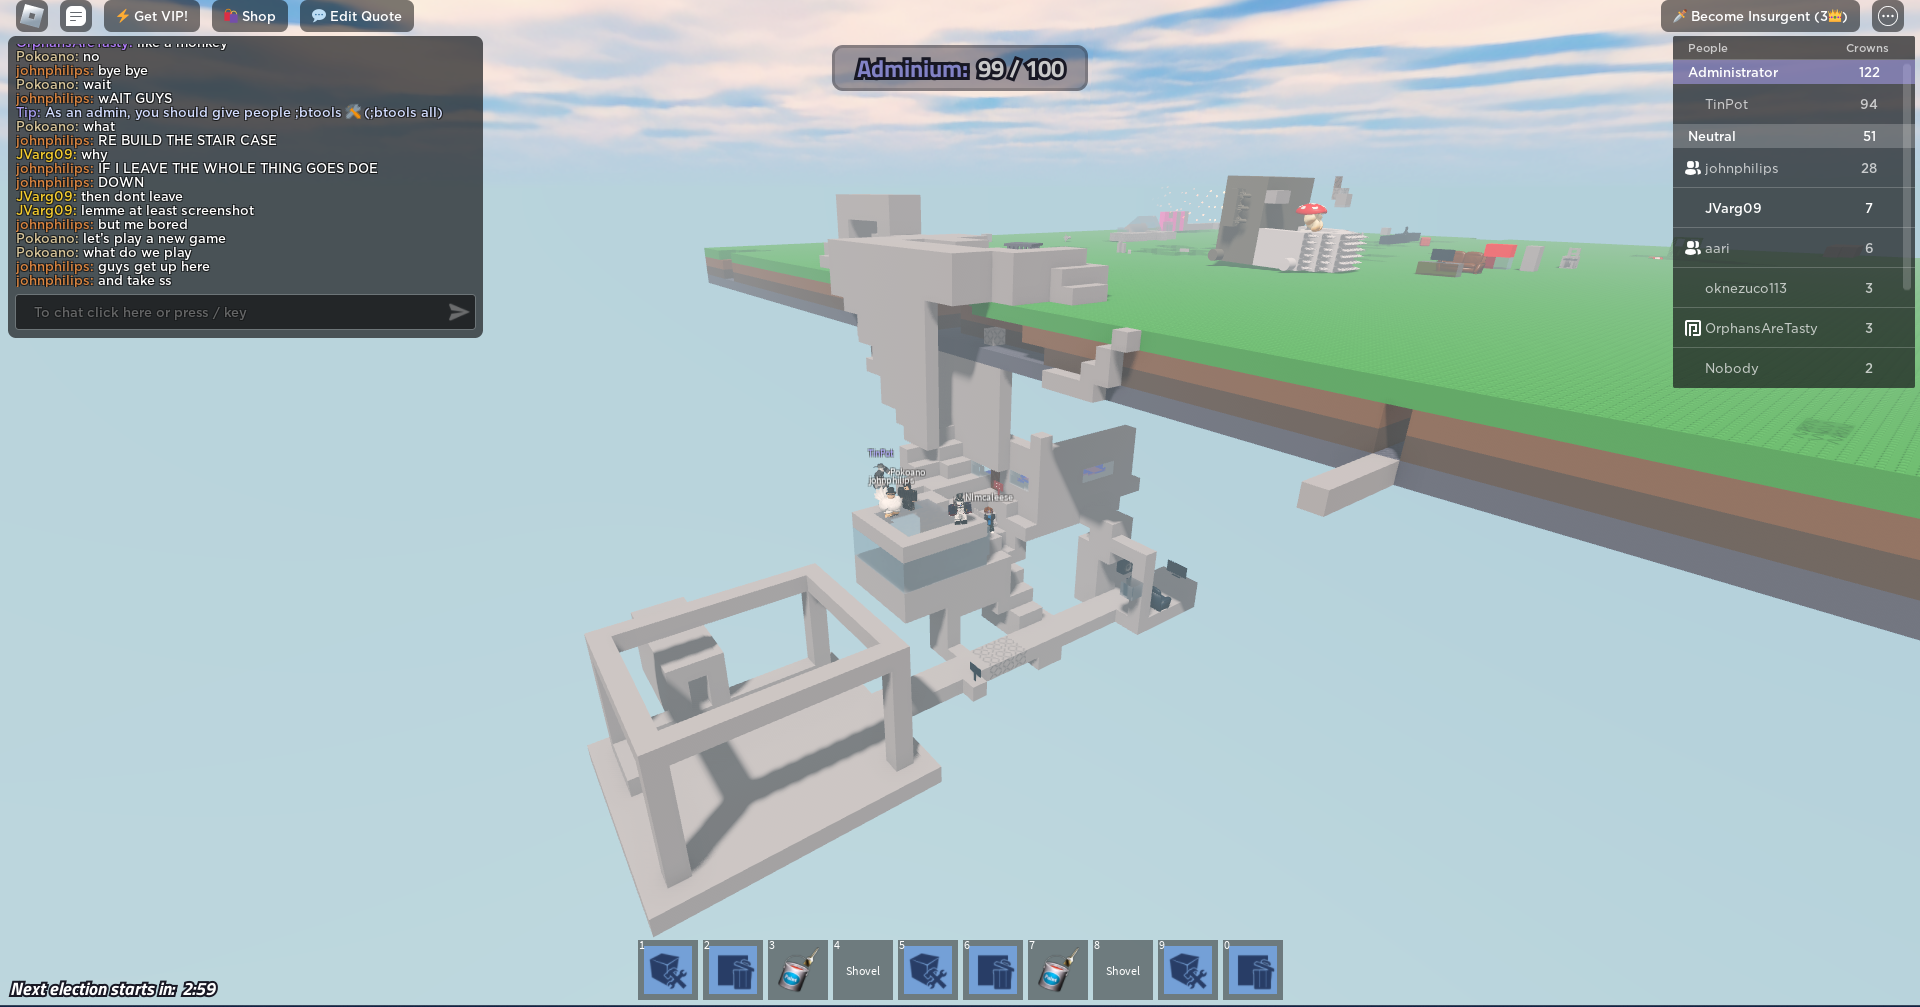 Get VIP!
Shop
Edit Quote
Become Insurgent (3)
OrphansAreTasty: like a monkey
Pokoano: no
johnphilips: bye bye
Pokoano: wait
johnphilips: wAIT GUYS
Tip: As an admin, you should give people ;btools (;btools all)
Pokoano: what
johnphilips: RE BUILD THE STAIR CASE
JVarg09: why
johnphilips: IF I LEAVE THE WHOLE THING GOES DOE
johnphilips: DOWN
JVarg09: then dont leave
JVarg09: lemme at least screenshot
johnphilips: but me bored
Pokoano: let's play a new game
Pokoano: what do we play
johnphilips: guys get up here
johnphilips: and take ss
To chat click here or press / key
Adminium: 99 / 100
People Crowns
Administrator 122
TinPot 94
Neutral 51
johnphilips 28
JVarg09 7
aari 6
oknezuco113 3
OrphansAreTasty 3
Nobody 2
TinPot
Pokoano
johnphilips
Nimcaleese_
1 2 3 4 5 6 7 8 9 0
Shovel Shovel
Paint Paint
Next election starts in: 2:59